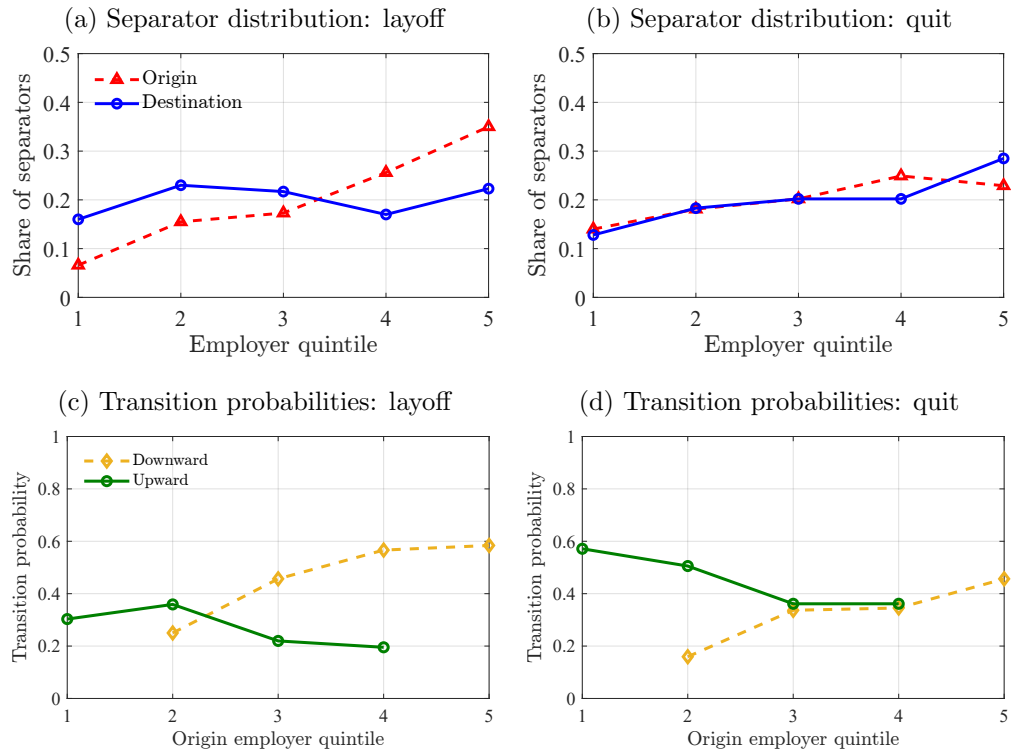 (a) Separator distribution: layoff
Share of separators
0.5
0.4
0.3
0.2
0.1
0
Origin
Destination
1 2 3 4 5
Employer quintile
(b) Separator distribution: quit
Share of separators
0.5
0.4
0.3
0.2
0.1
0
1 2 3 4 5
Employer quintile
(c) Transition probabilities: layoff
Transition probability
1
0.8
0.6
0.4
0.2
0
Downward
Upward
1 2 3 4 5
Origin employer quintile
(d) Transition probabilities: quit
Transition probability
1
0.8
0.6
0.4
0.2
0
1 2 3 4 5
Origin employer quintile